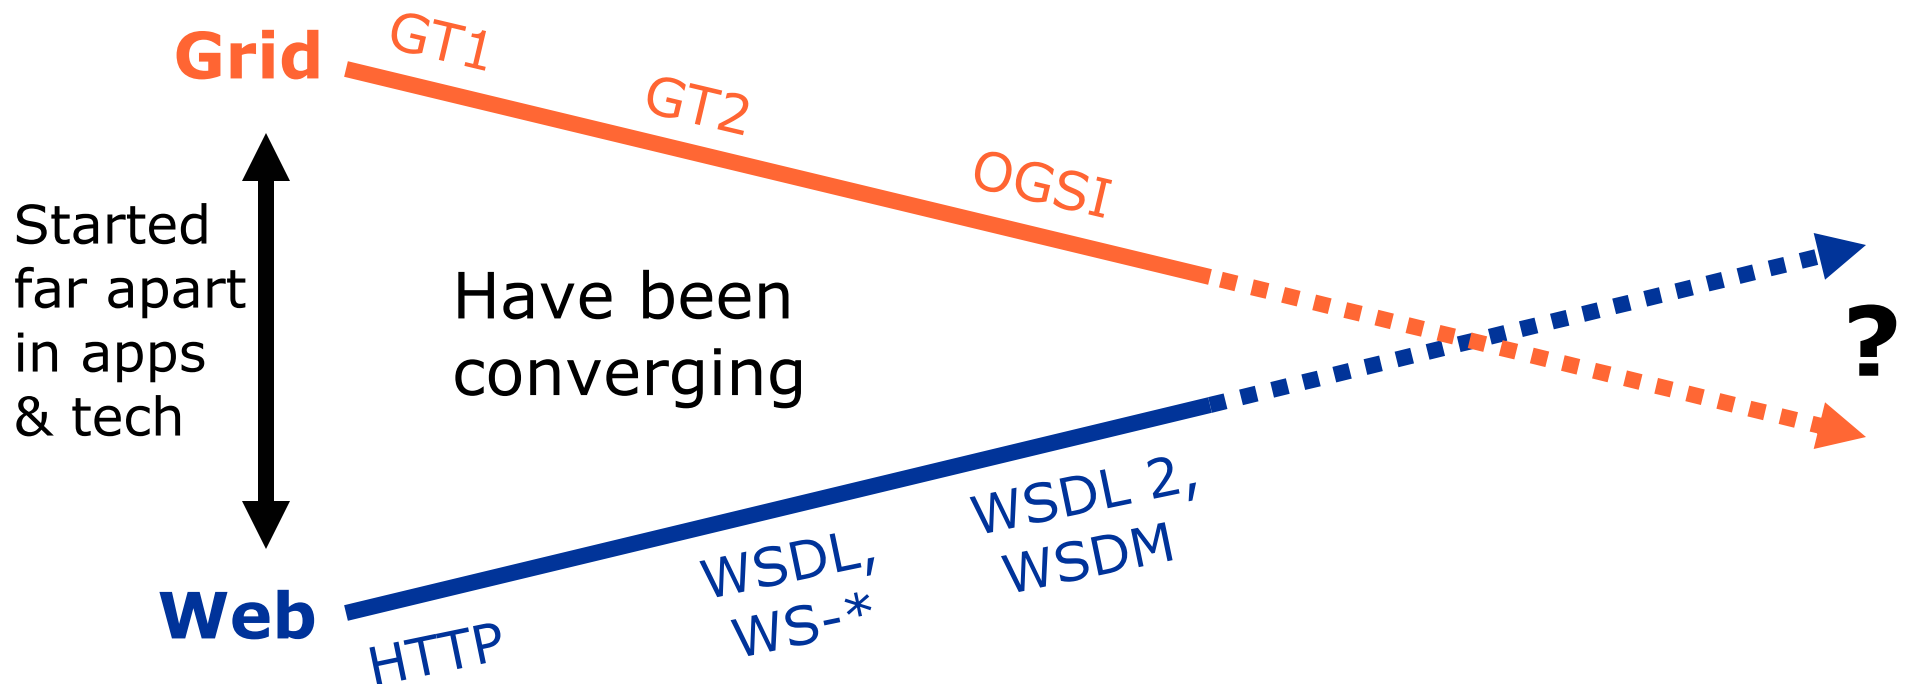 Grid
GT1
GT2
OGSI
Started
far apart
in apps
& tech
Have been
converging
?
Web
HTTP
WSDL,
WS-*
WSDL 2,
WSDM